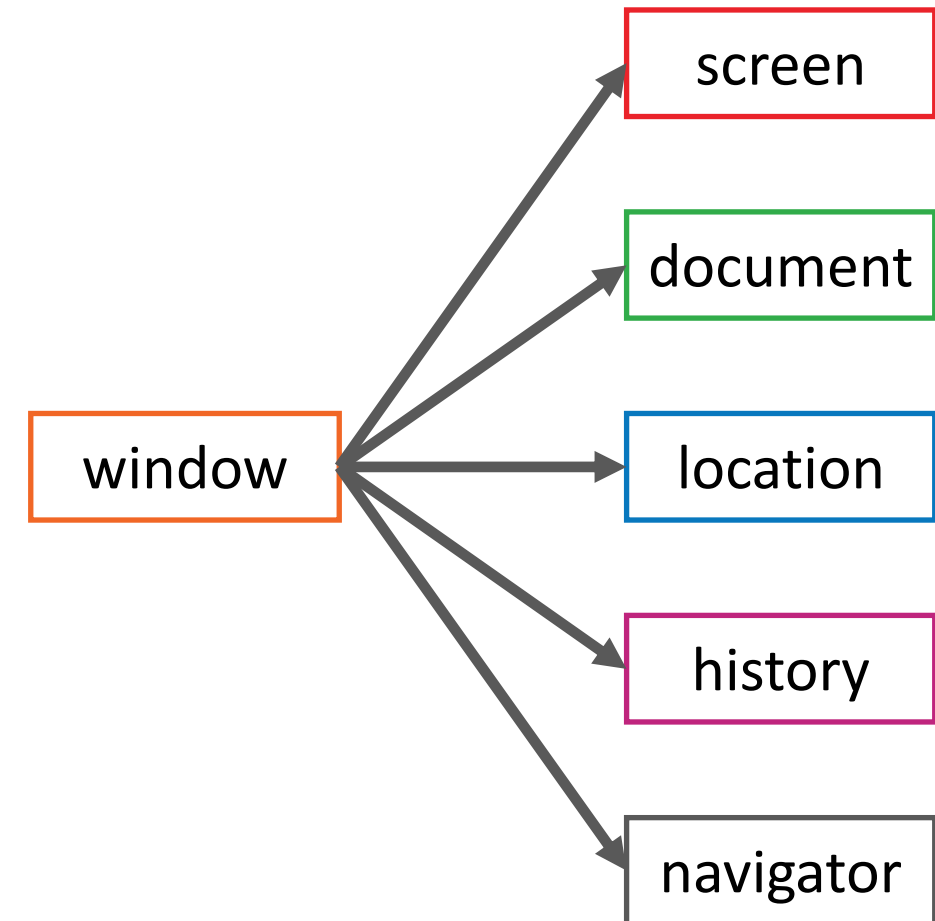 screen
document
window
location
history
navigator